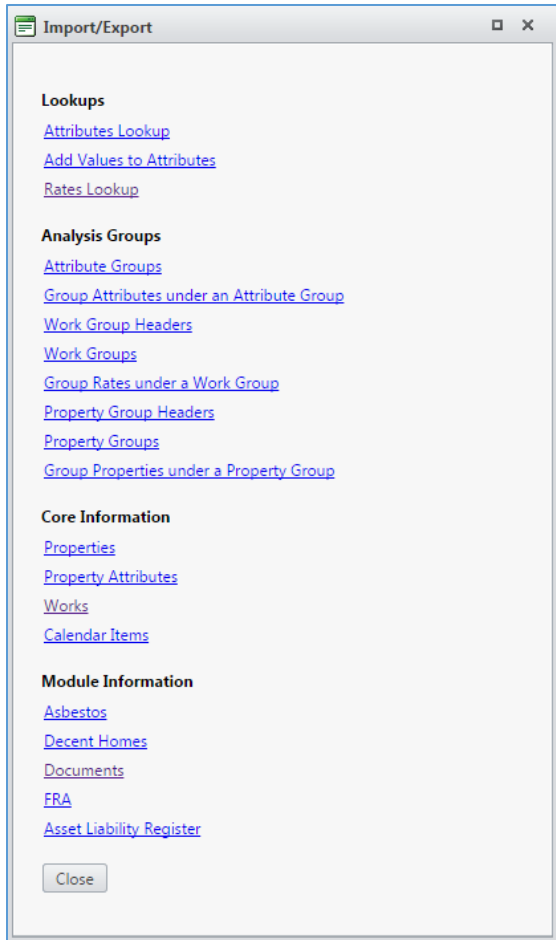 Import/Export
Lookups
Attributes Lookup
Add Values to Attributes
Rates Lookup
Analysis Groups
Attribute Groups
Group Attributes under an Attribute Group
Work Group Headers
Work Groups
Group Rates under a Work Group
Property Group Headers
Property Groups
Group Properties under a Property Group
Core Information
Properties
Property Attributes
Works
Calendar Items
Module Information
Asbestos
Decent Homes
Documents
FRA
Asset Liability Register
Close